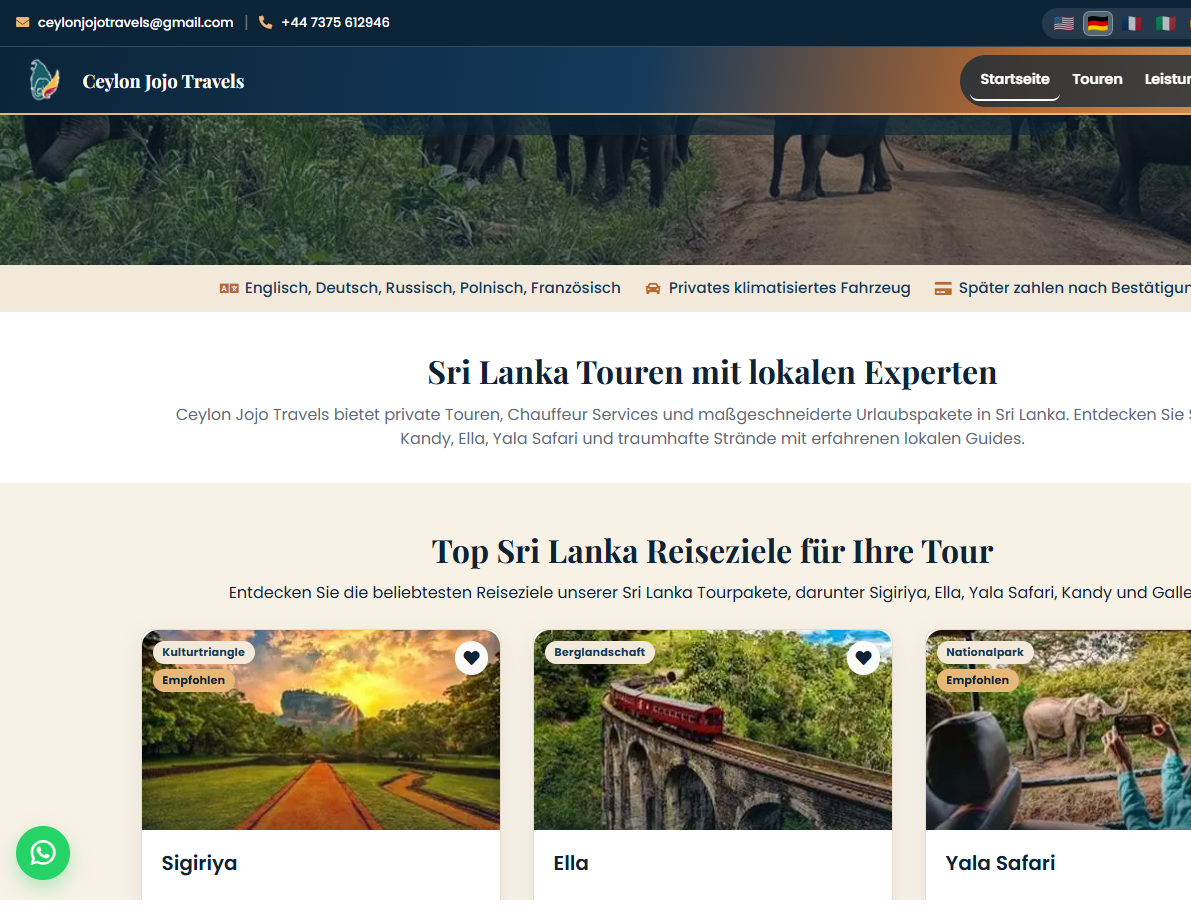 ceylonjojotravels@gmail.com | +44 7375 612946
Ceylon Jojo Travels
Startseite Touren
Englisch, Deutsch, Russisch, Polnisch, Französisch Privates klimatisiertes Fahrzeug Später zahlen nach
Sri Lanka Touren mit lokalen Experten
Ceylon Jojo Travels bietet private Touren, Chauffeur Services und maßgeschneiderte Urlaubspakete in Sri Lanka. Entdecken Sie
Kandy, Ella, Yala Safari und traumhafte Strände mit erfahrenen lokalen Guides.
Top Sri Lanka Reiseziele für Ihre Tour
Entdecken Sie die beliebtesten Reiseziele unserer Sri Lanka Tourpakete, darunter Sigiriya, Ella, Yala Safari, Kandy und Galle
Kulturtriangle
Empfohlen
Berglandschaft
Nationalpark
Empfohlen
Sigiriya
Ella
Yala Safari